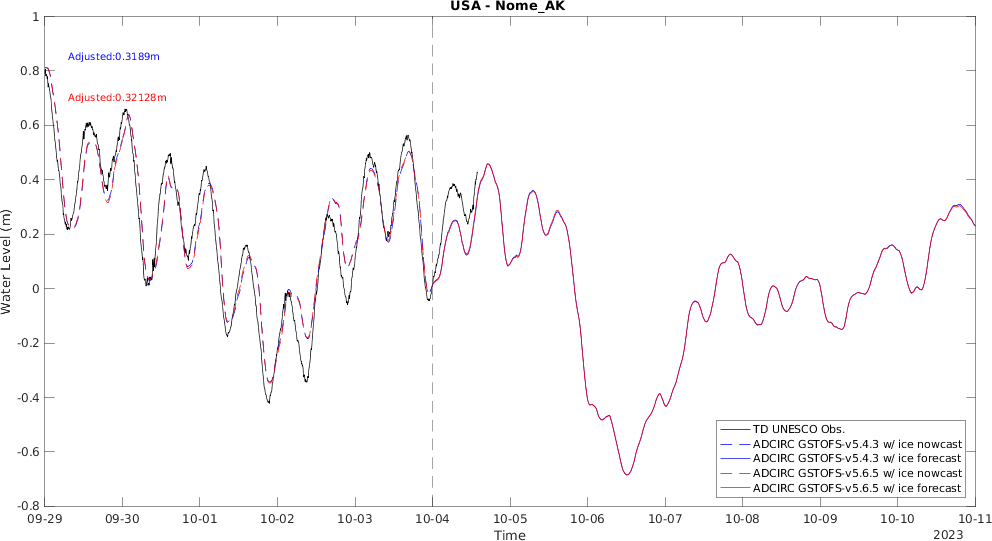 USA - Nome_AK
1
0.8
0.6
0.4
0.2
0
-0.2
-0.4
-0.6
-0.8
Water Level (m)
Adjusted:0.3189m
Adjusted:0.32128m
TD UNESCO Obs.
ADCIRC GSTOFS-v5.4.3 w/ ice nowcast
ADCIRC GSTOFS-v5.4.3 w/ ice forecast
ADCIRC GSTOFS-v5.6.5 w/ ice nowcast
ADCIRC GSTOFS-v5.6.5 w/ ice forecast
09-29 09-30 10-01 10-02 10-03 10-04 10-05 10-06 10-07 10-08 10-09 10-10 10-11
Time
2023